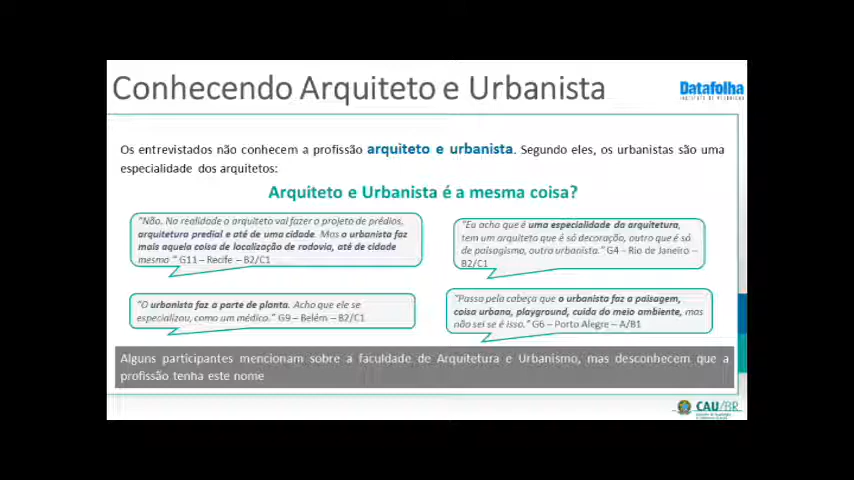 Conhecendo Arquiteto e Urbanista
Datafolha
INSTITUTO DE PESQUISAS
Os entrevistados não conhecem a profissão arquiteto e urbanista. Segundo eles, os urbanistas são uma
especialidade dos arquitetos:
Arquiteto e Urbanista é a mesma coisa?
"Não. Na realidade o arquiteto vai fazer o projeto de prédios,
arquitetura predial e até de uma cidade. Mas o urbanista faz
mais aquela coisa de localização de rodovia, até de cidade
mesmo " G11 – Recife – B2/C1
"Eu acho que é uma especialidade da arquitetura,
tem um arquiteto que é só decoração, outro que é só
de paisagismo, outro urbanista." G4 – Rio de Janeiro –
B2/C1
"O urbanista faz a parte de planta. Acho que ele se
especializou, como um médico." G9 – Belém – B2/C1
"Passa pela cabeça que o urbanista faz a paisagem,
coisa urbana, playground, cuida do meio ambiente, mas
não sei se é isso." G6 – Porto Alegre – A/B1
Alguns participantes mencionam sobre a faculdade de Arquitetura e Urbanismo, mas desconhecem que a
profissão tenha este nome
CAU/BR